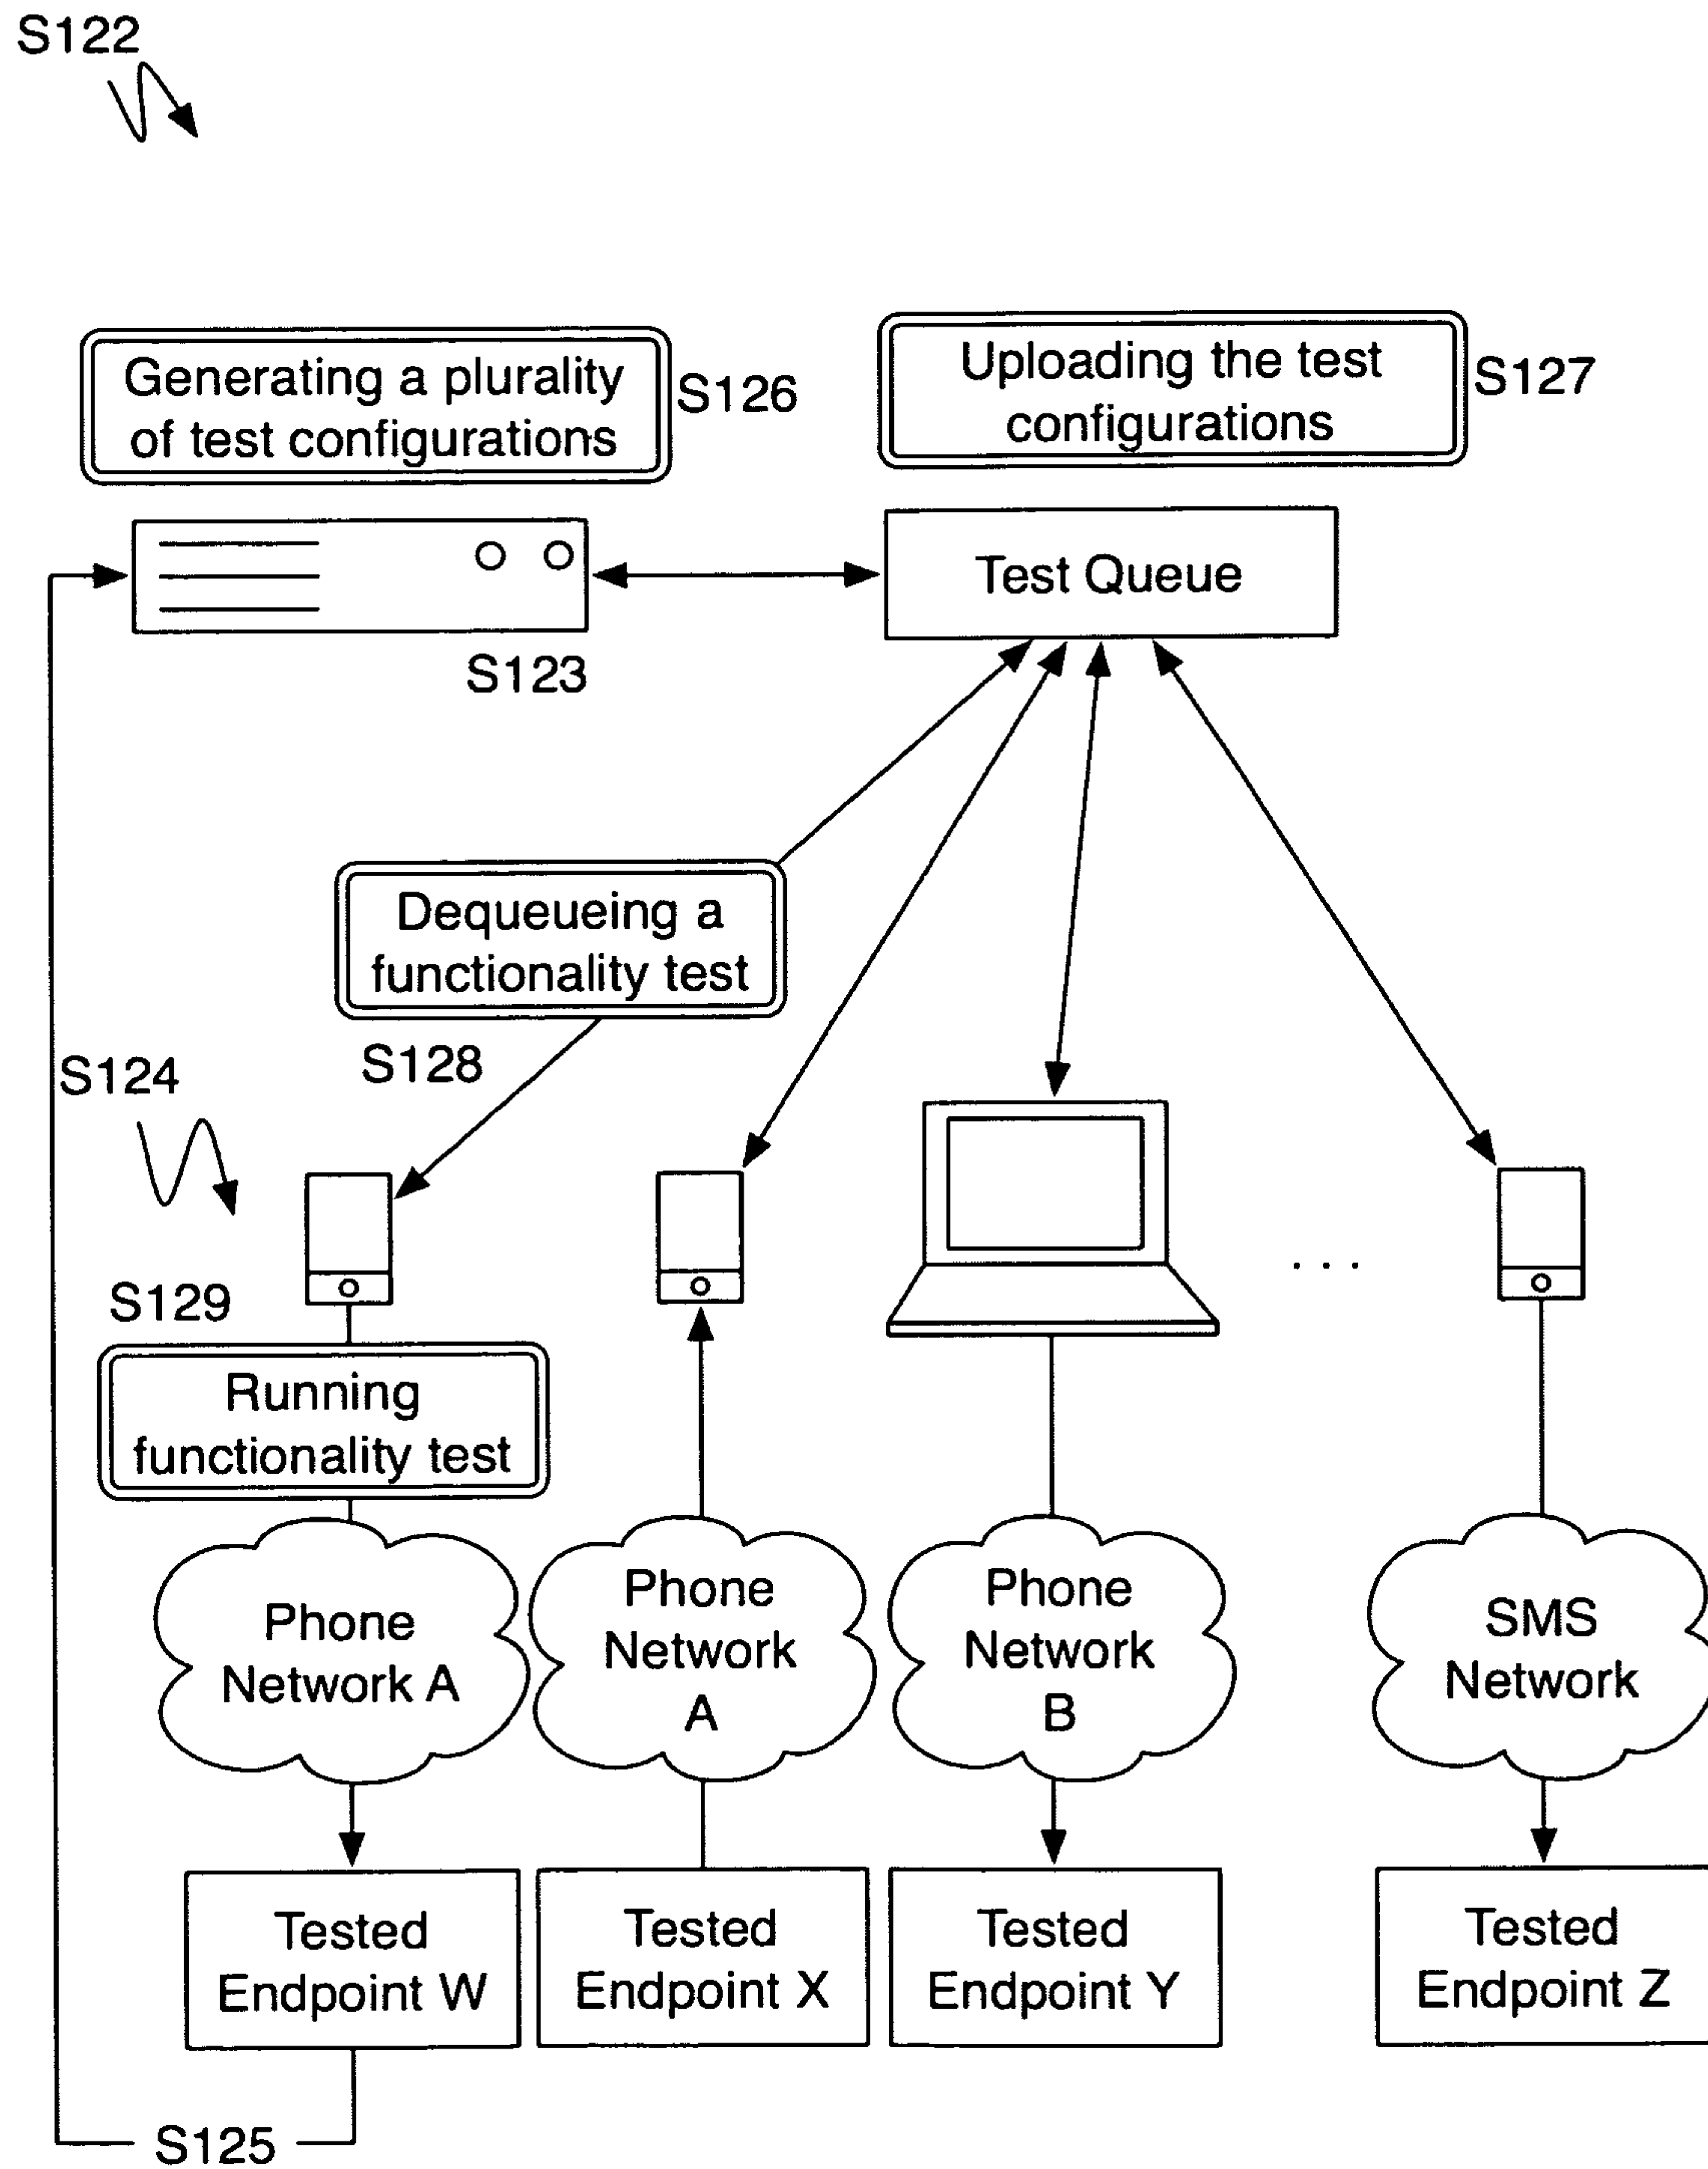 S122
Generating a plurality
of test configurations
S126
Uploading the test
configurations
S127
Test Queue
S123
Dequeueing a
functionality test
S128
S124
. . .
S129
Running
functionality test
Phone
Network A
Phone
Network
A
Phone
Network
B
SMS
Network
Tested
Endpoint W
Tested
Endpoint X
Tested
Endpoint Y
Tested
Endpoint Z
S125